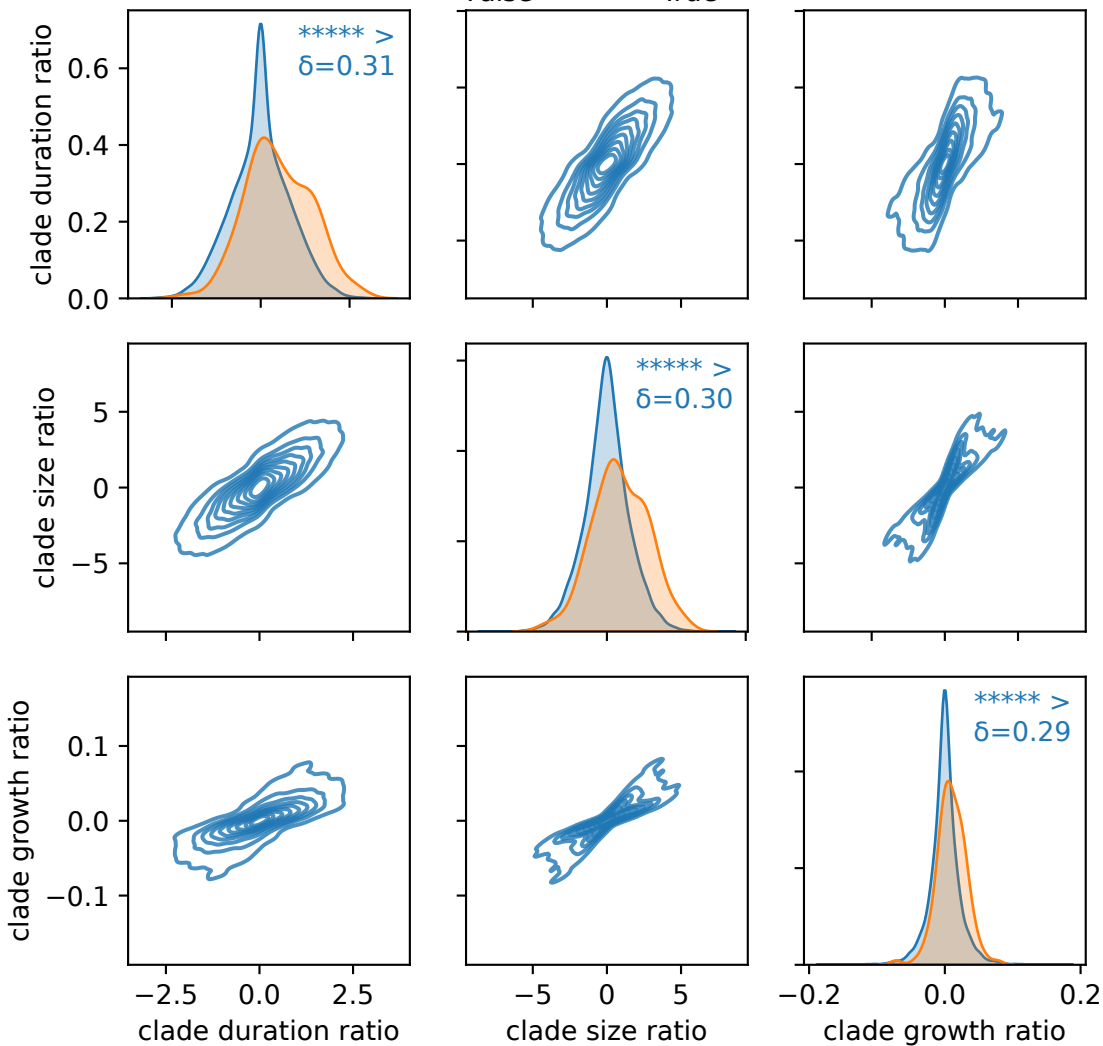 ***** >
δ=0.31
clade duration ratio
0.6
0.4
0.2
0.0
***** >
δ=0.30
clade size ratio
5
0
−5
***** >
δ=0.29
clade growth ratio
0.1
0.0
−0.1
−2.5 0.0 2.5
−5 0 5
−0.2 0.0 0.2
clade duration ratio
clade size ratio
clade growth ratio